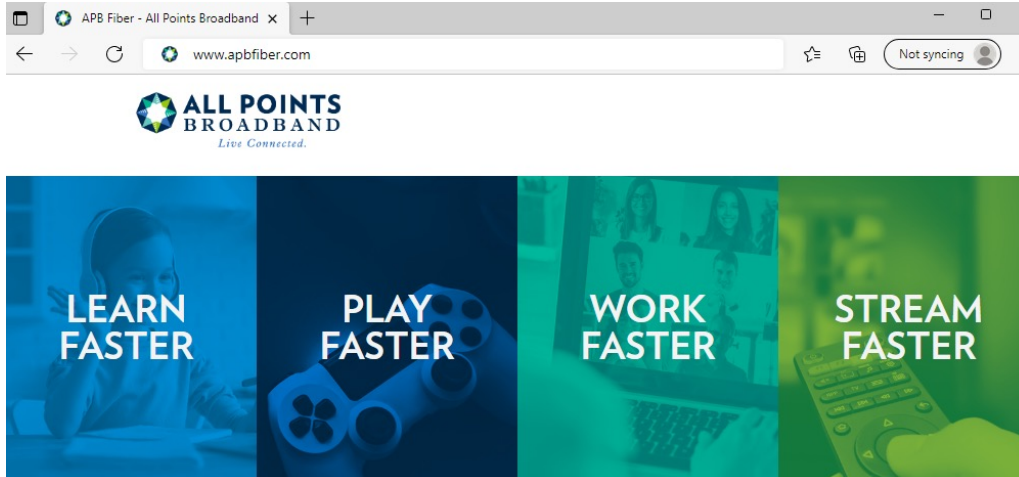 APB Fiber - All Points Broadband
www.apbfiber.com
Not syncing
ALL POINTS
BROADBAND
Live Connected.
LEARN
FASTER
PLAY
FASTER
WORK
FASTER
STREAM
FASTER